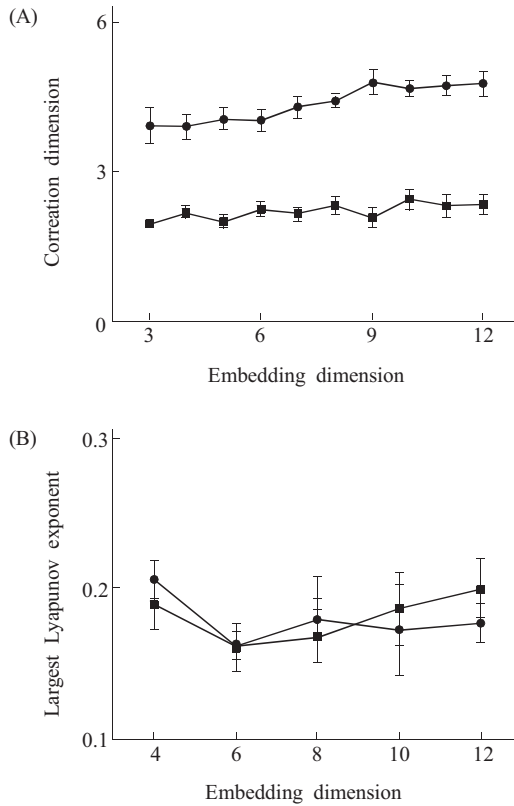 (A)
6
3
0
Correation dimension
3 6 9 12
Embedding dimension
(B)
0.3
0.2
0.1
Largest Lyapunov exponent
4 6 8 10 12
Embedding dimension